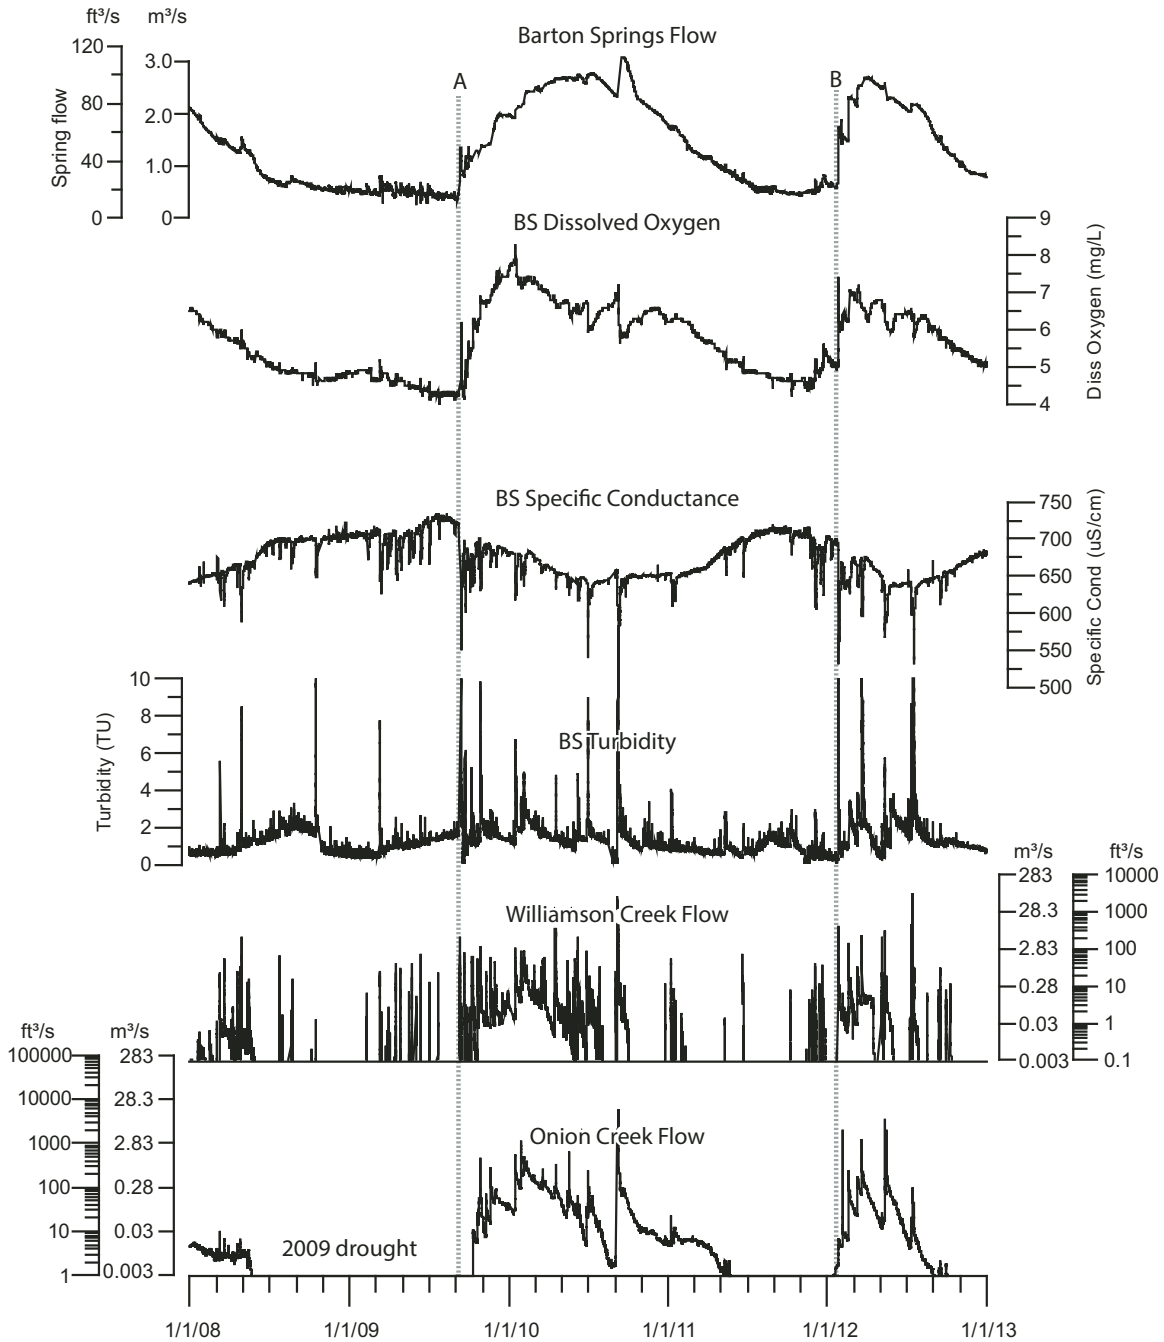 ft³/s m³/s
Barton Springs Flow
120
3.0
A
B
80
2.0
Spring flow
40
1.0
0
0
BS Dissolved Oxygen
9
8
7
6
5
4
Diss Oxygen (mg/L)
BS Specific Conductance
750
700
650
600
550
500
Specific Cond (uS/cm)
10
8
6
4
2
0
Turbidity (TU)
BS Turbidity
m³/s ft³/s
283 10000
28.3 1000
2.83 100
0.28 10
0.03 1
0.003 0.1
Williamson Creek Flow
ft³/s m³/s
100000 283
10000 28.3
1000 2.83
100 0.28
10 0.03
1 0.003
Onion Creek Flow
2009 drought
1/1/08 1/1/09 1/1/10 1/1/11 1/1/12 1/1/13